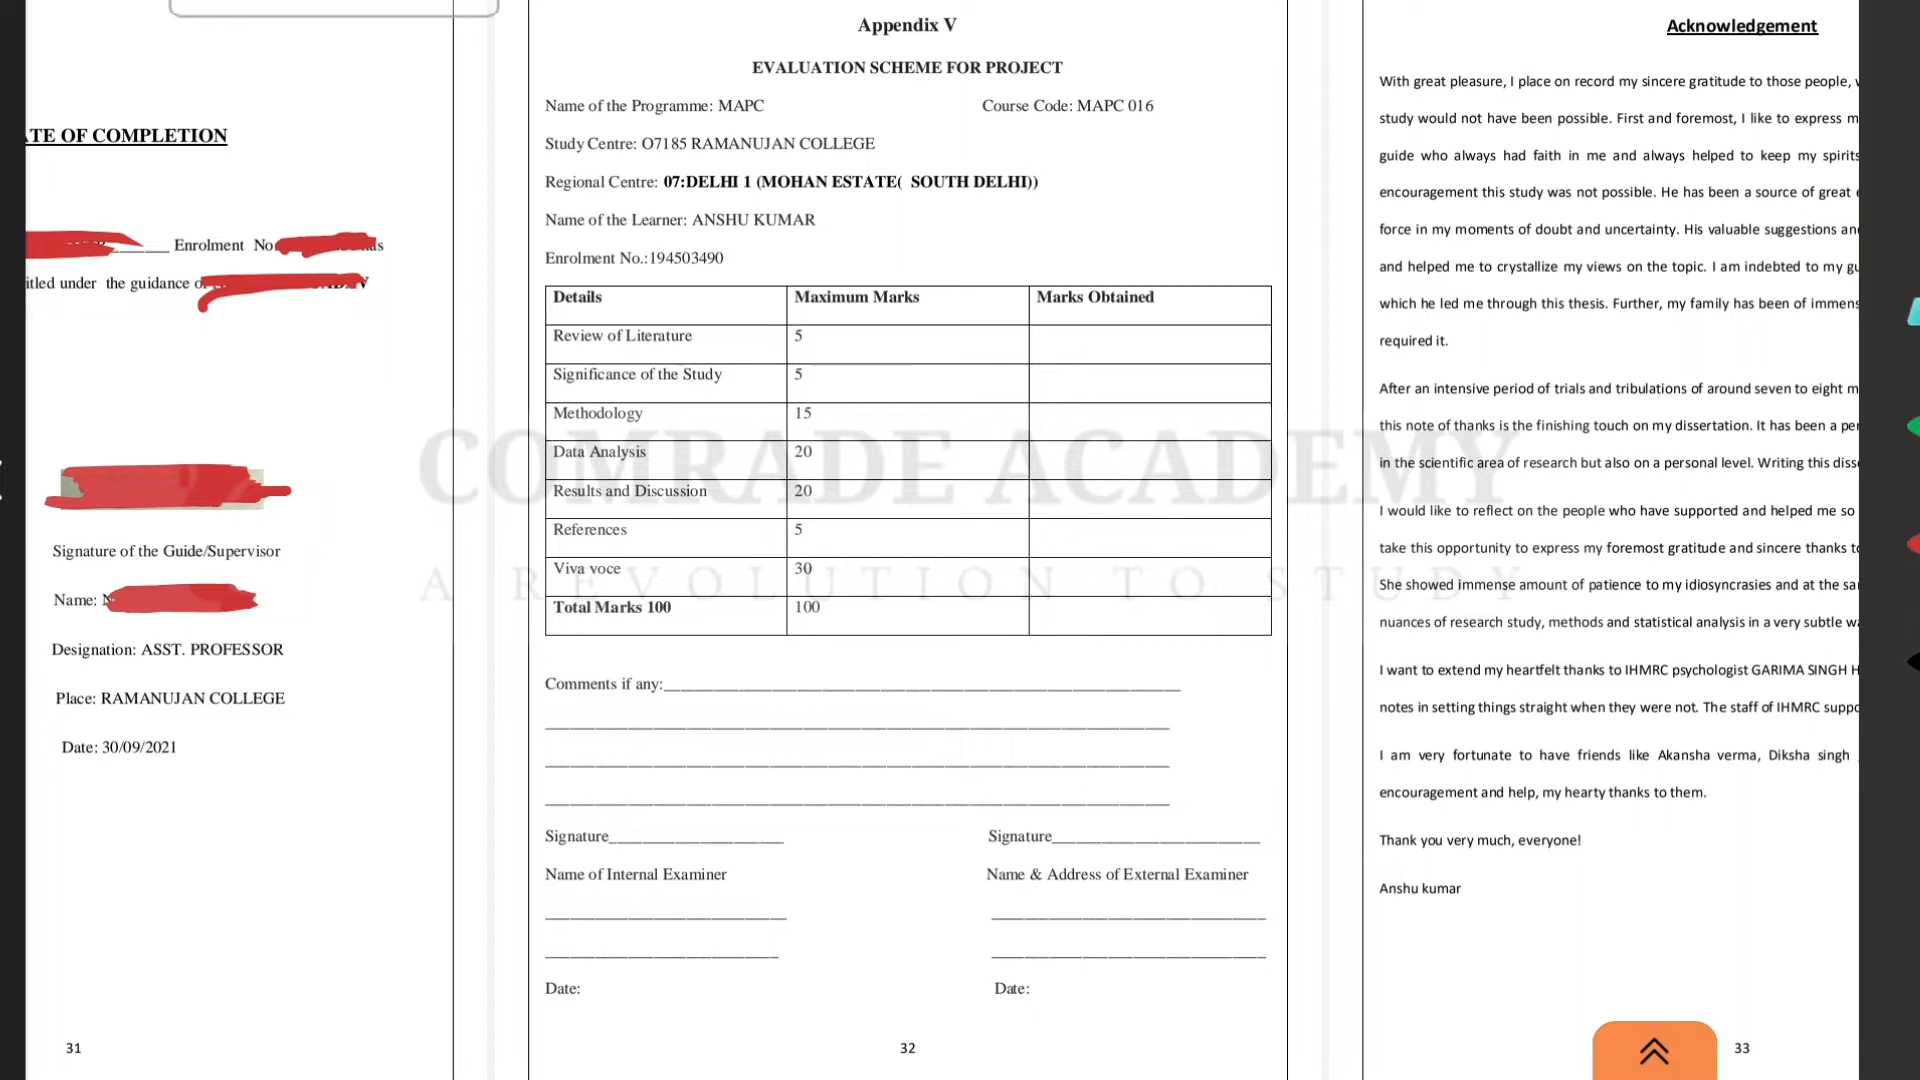 ATE OF COMPLETION
Enrolment No
itled under the guidance
Signature of the Guide/Supervisor
Name:
Designation: ASST. PROFESSOR
Place: RAMANUJAN COLLEGE
Date: 30/09/2021
31
Appendix V
EVALUATION SCHEME FOR PROJECT
Name of the Programme: MAPC Course Code: MAPC 016
Study Centre: O7185 RAMANUJAN COLLEGE
Regional Centre: 07:DELHI 1 (MOHAN ESTATE( SOUTH DELHI))
Name of the Learner: ANSHU KUMAR
Enrolment No.:194503490
Details Maximum Marks Marks Obtained
Review of Literature 5
Significance of the Study 5
Methodology 15
Data Analysis 20
Results and Discussion 20
References 5
Viva voce 30
Total Marks 100 100
COMRADE ACADEMY
A REVOLUTION TO STUDY
Comments if any:
Signature Signature
Name of Internal Examiner Name & Address of External Examiner
Date: Date:
32
Acknowledgement
With great pleasure, I place on record my sincere gratitude to those people,
study would not have been possible. First and foremost, I like to express m
guide who always had faith in me and always helped to keep my spirits
encouragement this study was not possible. He has been a source of great
force in my moments of doubt and uncertainty. His valuable suggestions an
and helped me to crystallize my views on the topic. I am indebted to my gu
which he led me through this thesis. Further, my family has been of immens
required it.
After an intensive period of trials and tribulations of around seven to eight m
this note of thanks is the finishing touch on my dissertation. It has been a per
in the scientific area of research but also on a personal level. Writing this diss
I would like to reflect on the people who have supported and helped me so
take this opportunity to express my foremost gratitude and sincere thanks to
She showed immense amount of patience to my idiosyncrasies and at the sa
nuances of research study, methods and statistical analysis in a very subtle w
I want to extend my heartfelt thanks to IHMRC psychologist GARIMA SINGH H
notes in setting things straight when they were not. The staff of IHMRC suppo
I am very fortunate to have friends like Akansha verma, Diksha singh
encouragement and help, my hearty thanks to them.
Thank you very much, everyone!
Anshu kumar
33